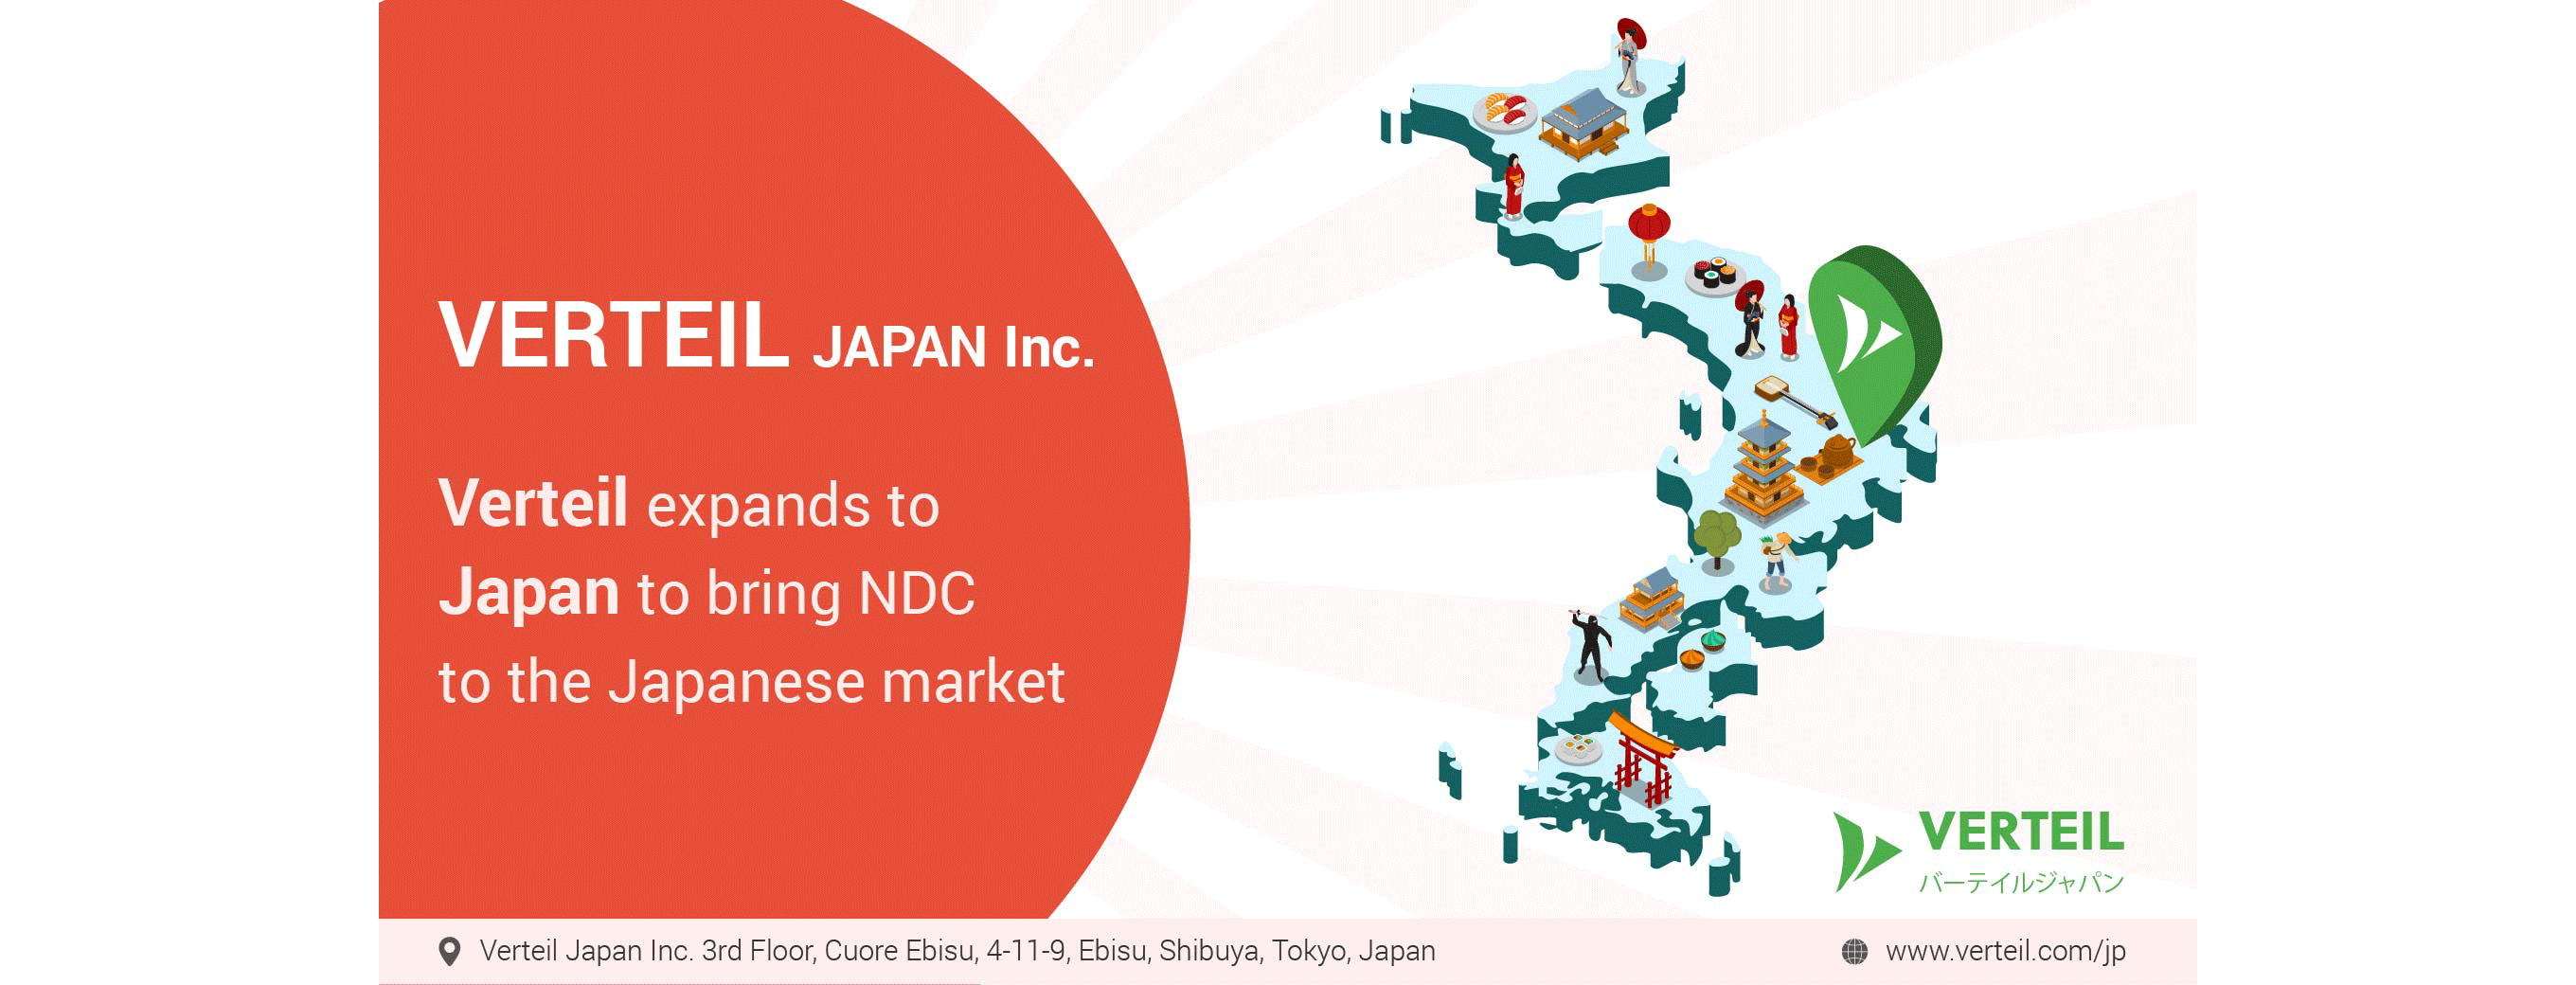 VERTEIL JAPAN Inc.
Verteil expands to
Japan to bring NDC
to the Japanese market
VERTEIL
バーテイルジャパン
Verteil Japan Inc. 3rd Floor, Cuore Ebisu, 4-11-9, Ebisu, Shibuya, Tokyo, Japan
www.verteil.com/jp